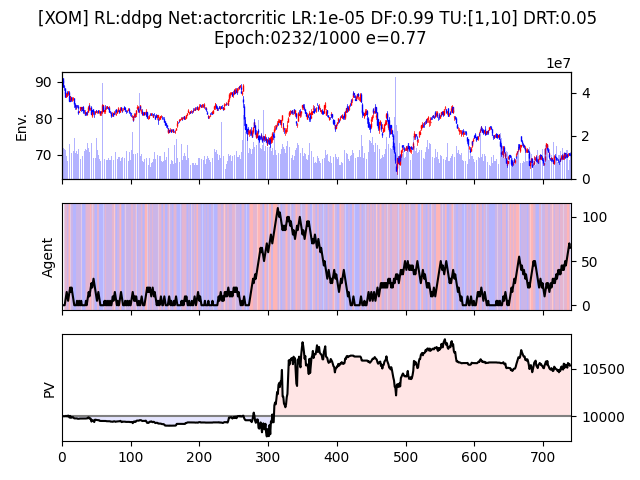 [XOM] RL:ddpg Net:actorcritic LR:1e-05 DF:0.99 TU:[1,10] DRT:0.05
Epoch:0232/1000 e=0.77
1e7
Env.
90
80
70
4
2
0
Agent
100
50
0
PV
10500
10000
0 100 200 300 400 500 600 700